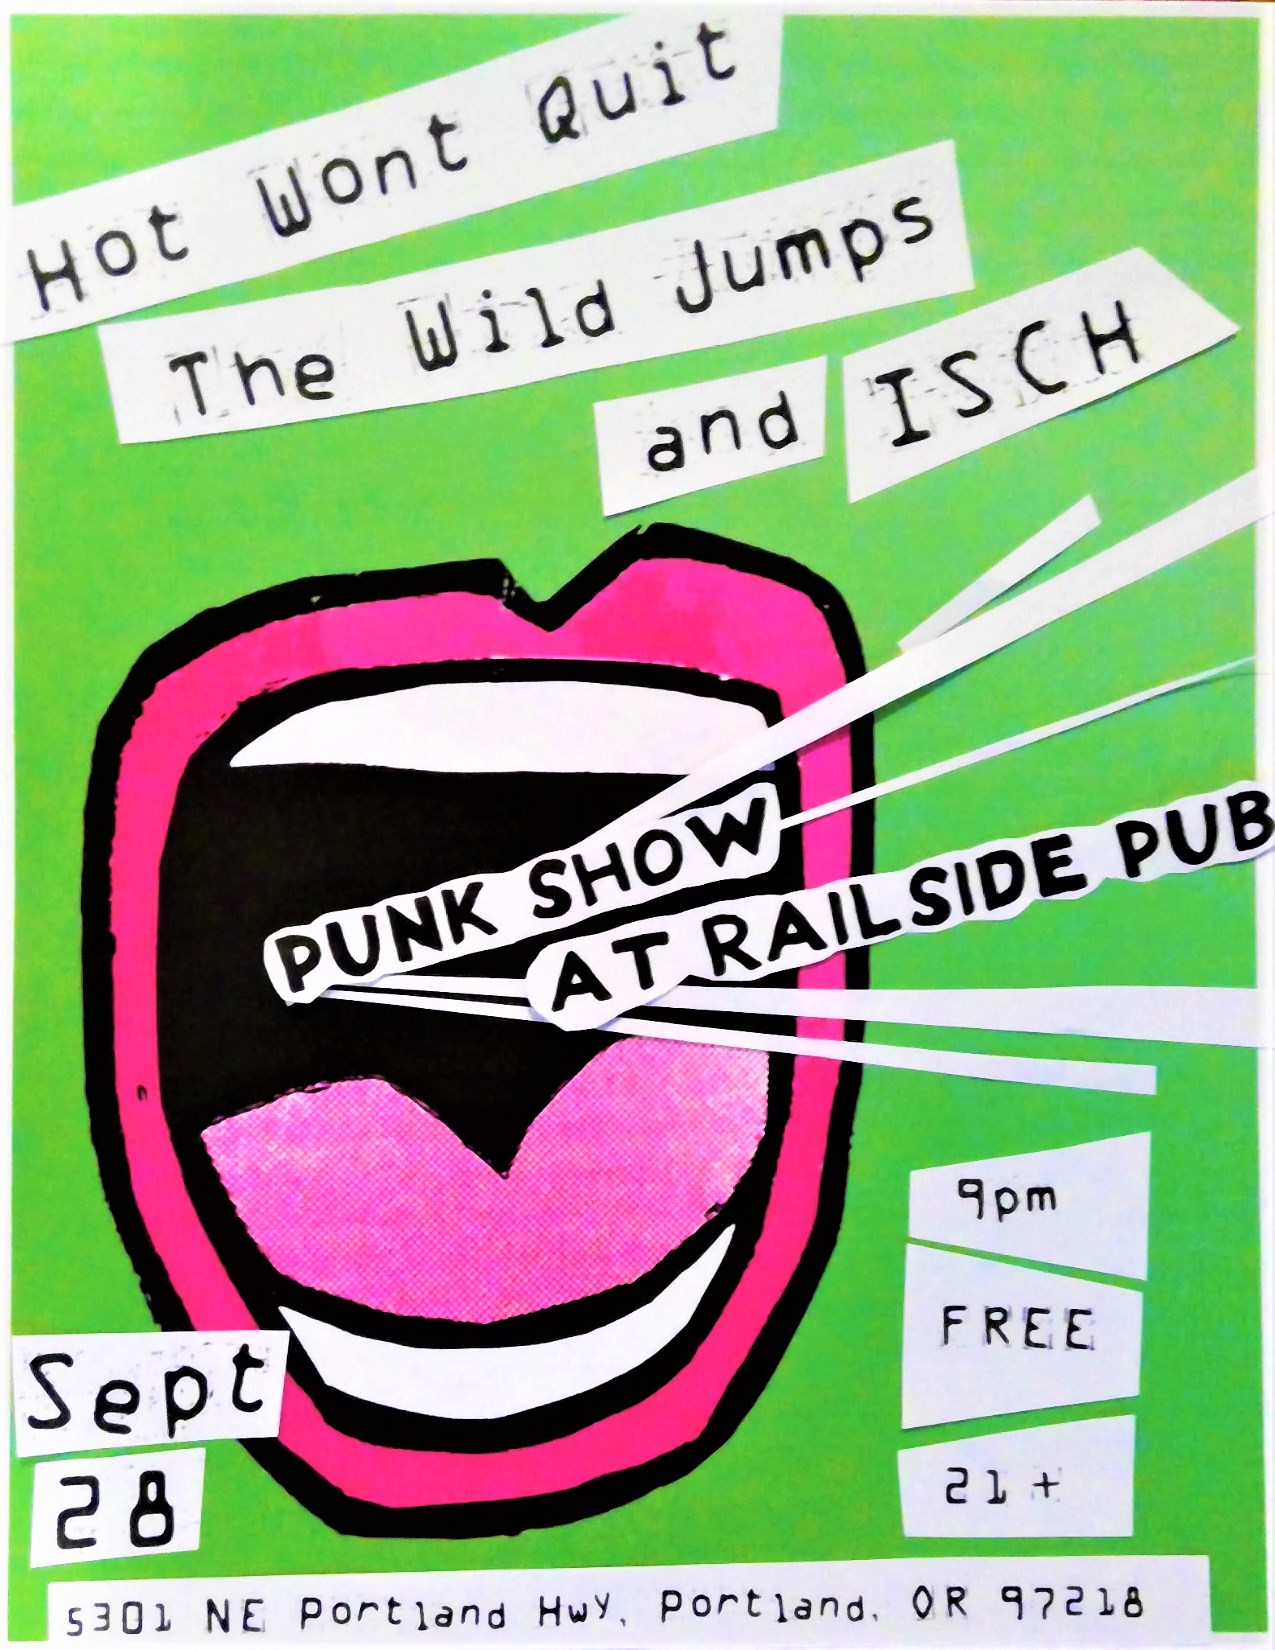 Hot Wont Quit
The Wild Jumps
and ISCH
PUNK SHOW
AT RAILSIDE PUB
9pm
FREE
21+
Sept
28
5301 NE Portland Hwy, Portland, OR 97218